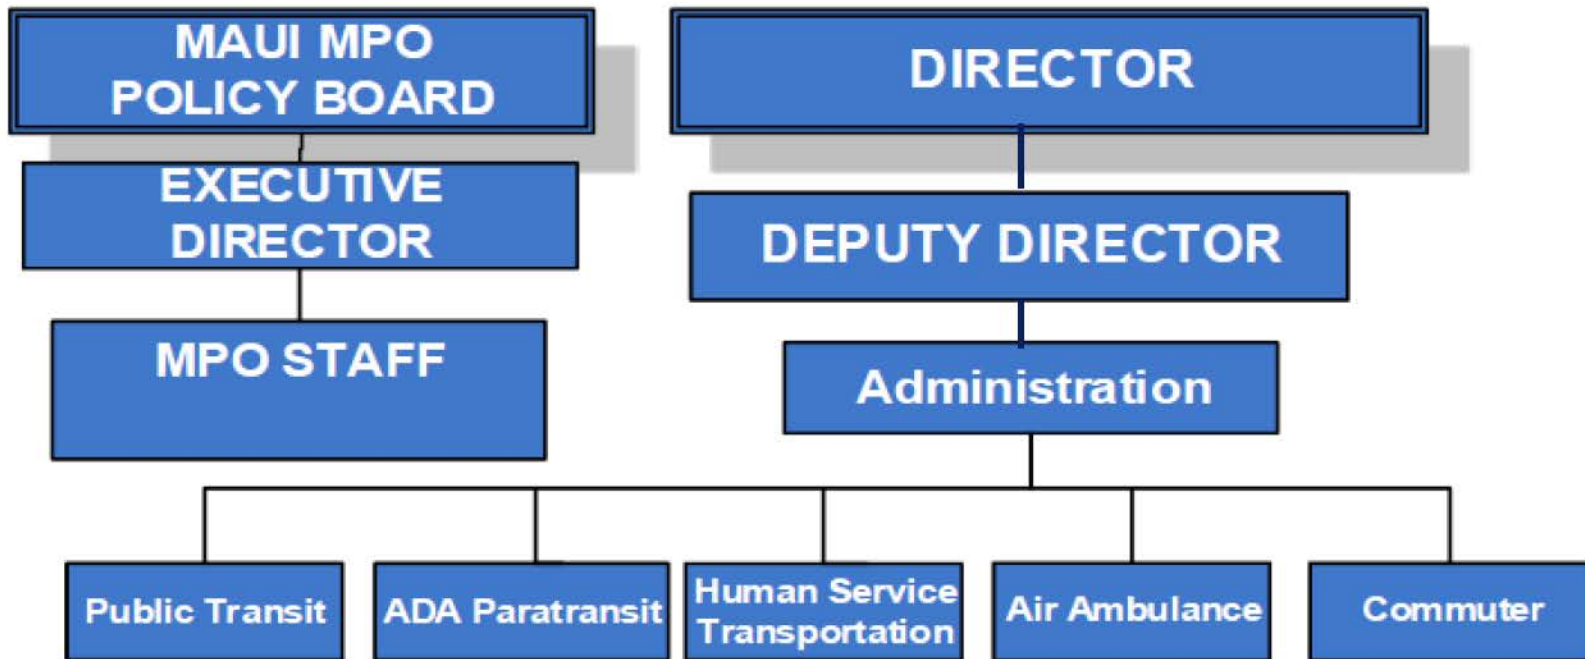 MAUI MPO
POLICY BOARD
DIRECTOR
EXECUTIVE
DIRECTOR
DEPUTY DIRECTOR
MPO STAFF
Administration
Public Transit
ADA Paratransit
Human Service
Transportation
Air Ambulance
Commuter